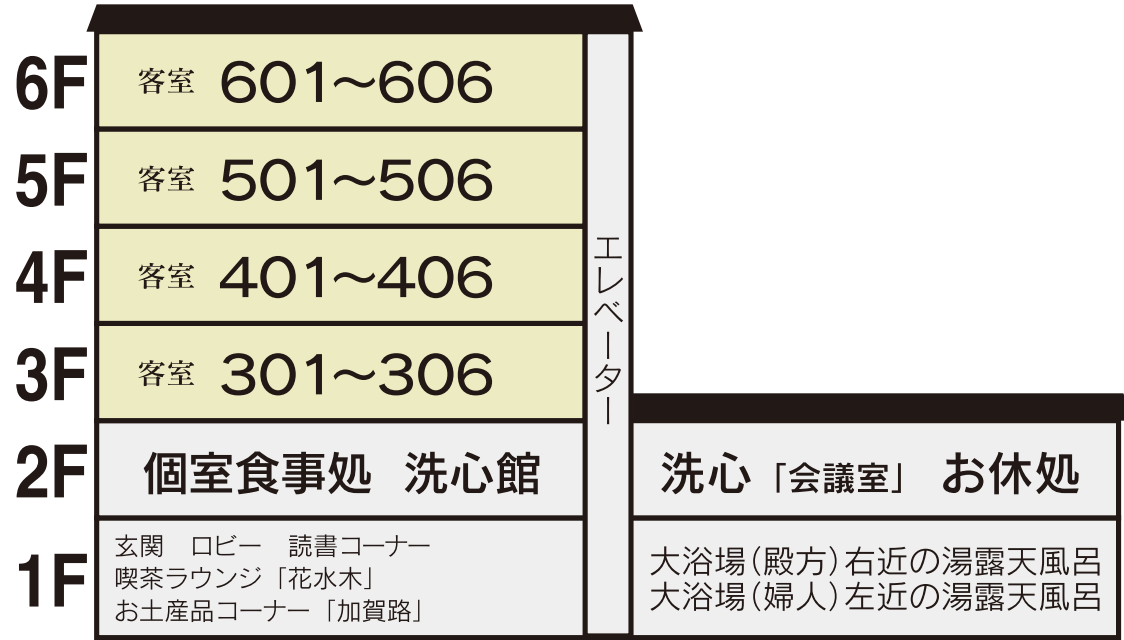 6F 客室 601〜606
5F 客室 501〜506
4F 客室 401〜406
3F 客室 301〜306
エレベーター
2F 個室食事処 洗心館
洗心「会議室」 お休処
1F
玄関 ロビー 読書コーナー
喫茶ラウンジ「花水木」
お土産品コーナー「加賀路」
大浴場(殿方)右近の湯露天風呂
大浴場(婦人)左近の湯露天風呂